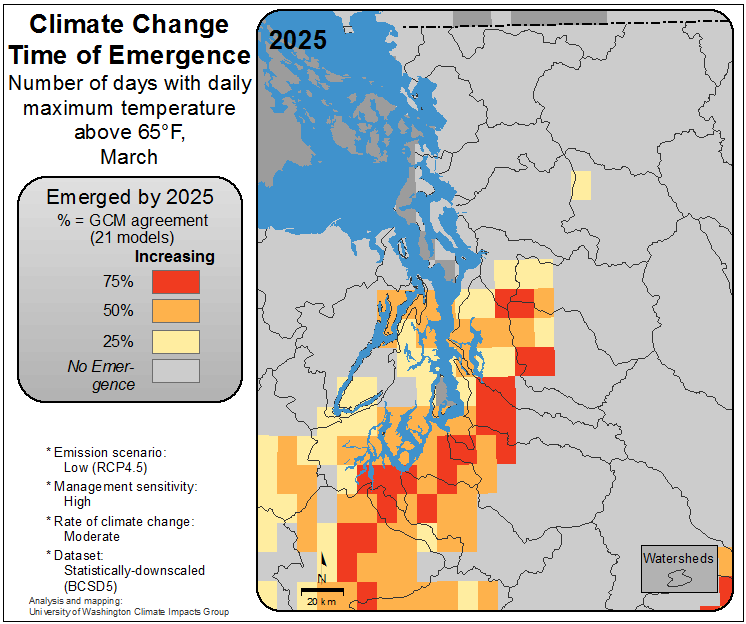 Climate Change
Time of Emergence
Number of days with daily
maximum temperature
above 65°F,
March
Emerged by 2025
% = GCM agreement
(21 models)
Increasing
75%
50%
25%
No Emer-
gence
* Emission scenario:
Low (RCP4.5)
* Management sensitivity:
High
* Rate of climate change:
Moderate
* Dataset:
Statistically-downscaled
(BCSD5)
Analysis and mapping:
University of Washington Climate Impacts Group
2025
N
20 km
Watersheds